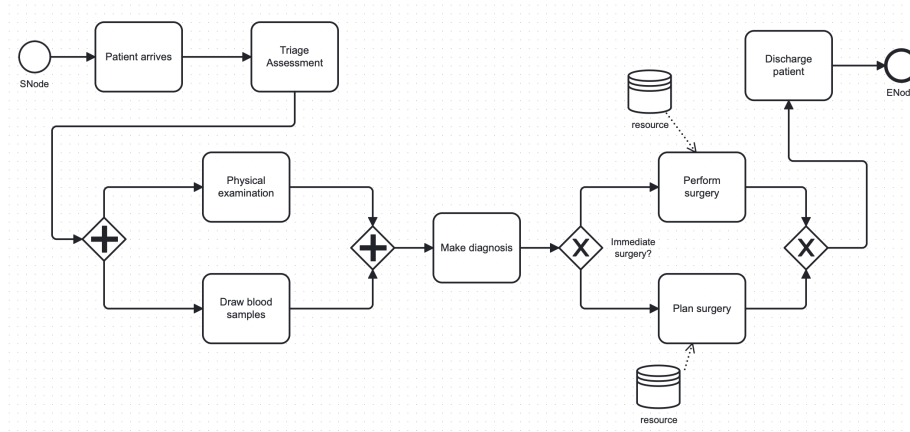 SNode
Patient arrives
Triage
Assessment
Physical
examination
Draw blood
samples
Make diagnosis
Immediate
surgery?
resource
Perform
surgery
Plan surgery
resource
Discharge
patient
ENod